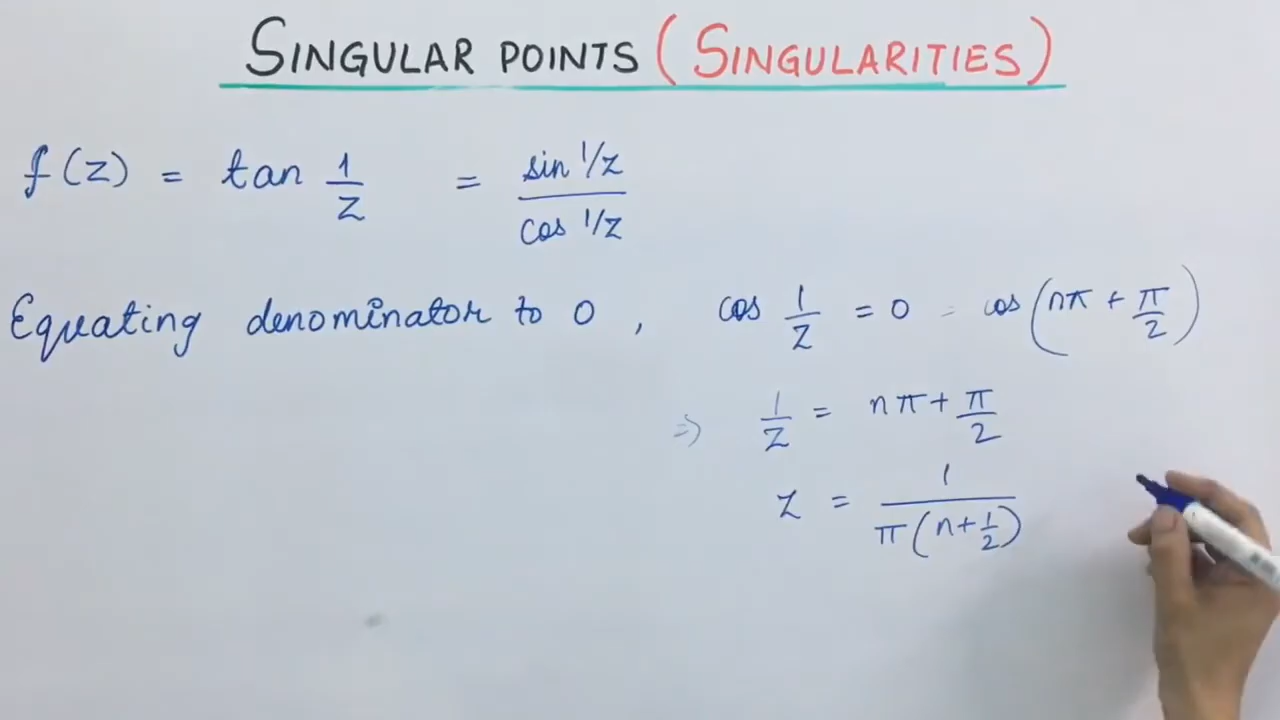 SINGULAR POINTS (SINGULARITIES)
f(z) = tan 1/z = sin 1/z / cos 1/z
Equating denominator to 0, cos 1/z = 0 = cos(nπ + π/2)
⇒ 1/z = nπ + π/2
z = 1/π(n+1/2)